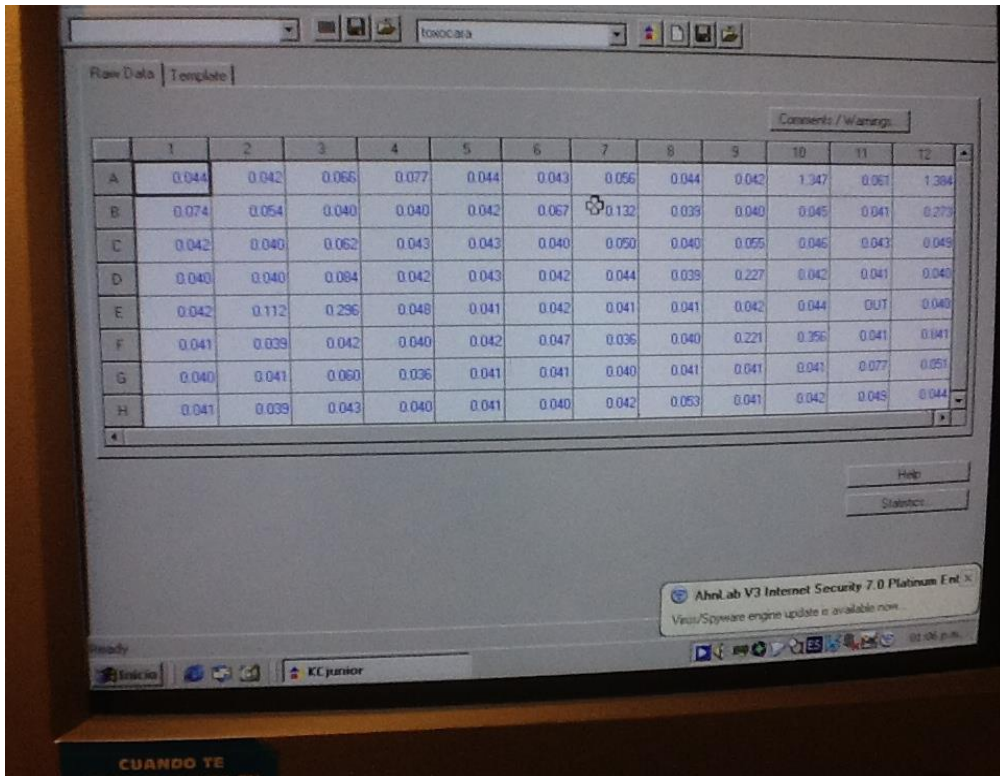 toxocara
Raw Data Template
Comments / Warnings
1 2 3 4 5 6 7 8 9 10 11 12
A 0.044 0.042 0.066 0.077 0.044 0.043 0.056 0.044 0.042 1.347 0.061 1.384
B 0.074 0.054 0.040 0.040 0.042 0.067 0.132 0.039 0.040 0.045 0.041 0.273
C 0.042 0.040 0.062 0.043 0.043 0.040 0.050 0.040 0.055 0.046 0.043 0.049
D 0.040 0.040 0.084 0.042 0.043 0.042 0.044 0.039 0.227 0.042 0.041 0.040
E 0.042 0.112 0.296 0.048 0.041 0.042 0.041 0.041 0.042 0.044 OUT 0.040
F 0.041 0.039 0.042 0.040 0.042 0.047 0.036 0.040 0.221 0.356 0.041 0.041
G 0.040 0.041 0.060 0.036 0.041 0.041 0.040 0.041 0.041 0.041 0.077 0.051
H 0.041 0.039 0.043 0.040 0.041 0.040 0.042 0.053 0.041 0.042 0.049 0.044
Help
Statistics
AhnLab V3 Internet Security 7.0 Platinum Ent
Virus/Spyware engine update is available now...
Ready
Inicio KCjunior ES 01:06 p.m.
CUANDO TE